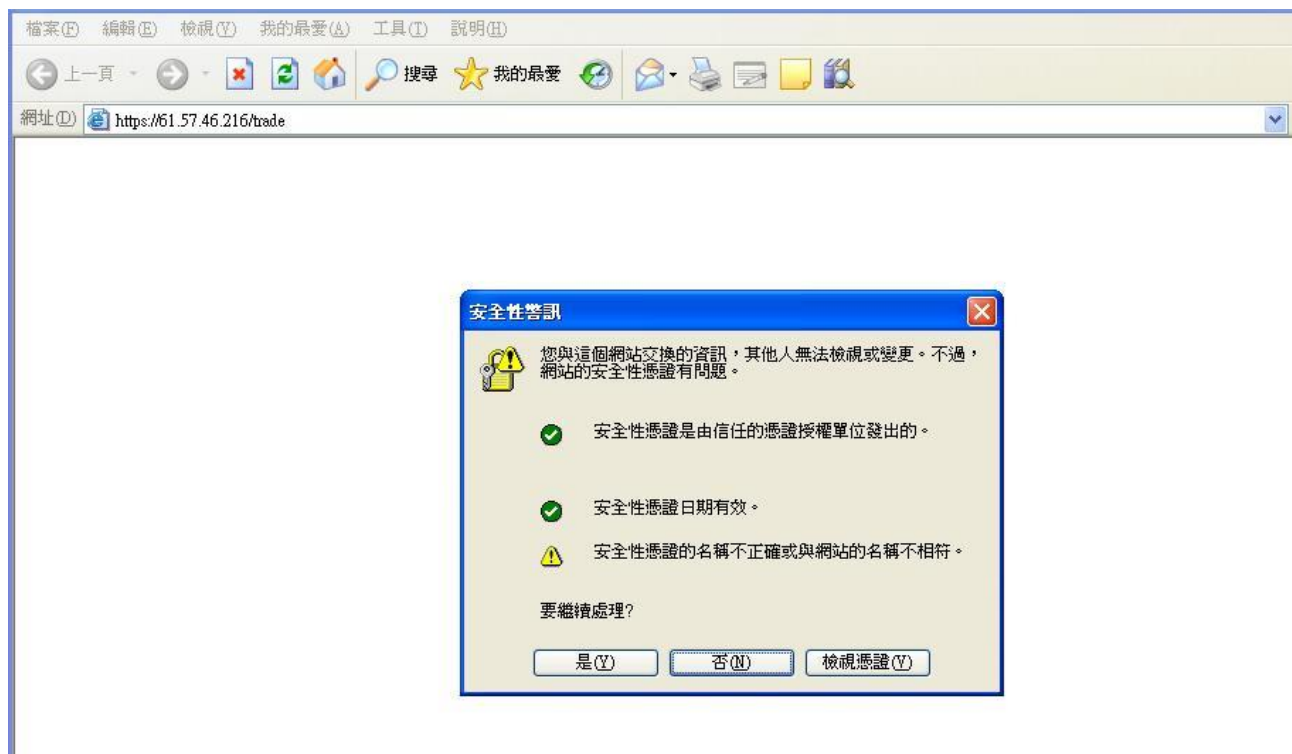 檔案(F) 編輯(E) 檢視(V) 我的最愛(A) 工具(T) 說明(H)
上一頁 搜尋 我的最愛
網址(D) https://61.57.46.216/trade
安全性警訊
您與這個網站交換的資訊，其他人無法檢視或變更。不過，
網站的安全性憑證有問題。
安全性憑證是由信任的憑證授權單位發出的。
安全性憑證日期有效。
安全性憑證的名稱不正確或與網站的名稱不相符。
要繼續處理?
是(Y) 否(N) 檢視憑證(V)